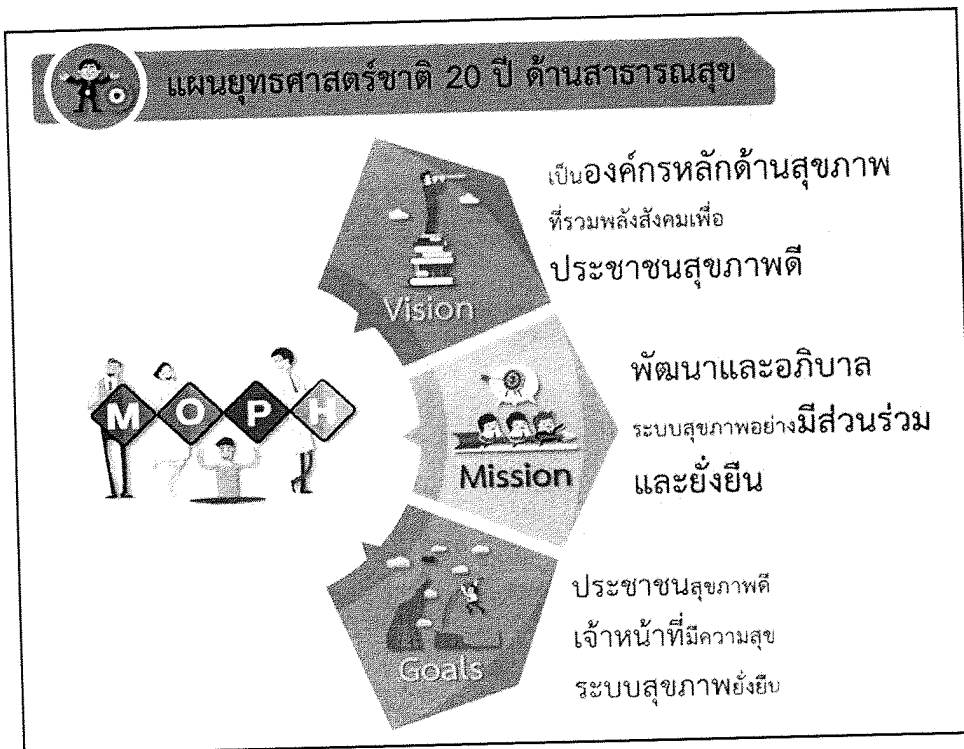 แผนยุทธศาสตร์ชาติ 20 ปี ด้านสาธารณสุข
เป็นองค์กรหลักด้านสุขภาพ
ที่รวมพลังสังคมเพื่อ
ประชาชนสุขภาพดี
Vision
MOPH
พัฒนาและอภิบาล
ระบบสุขภาพอย่างมีส่วนร่วม
และยั่งยืน
Mission
ประชาชนสุขภาพดี
เจ้าหน้าที่มีความสุข
ระบบสุขภาพยั่งยืน
Goals